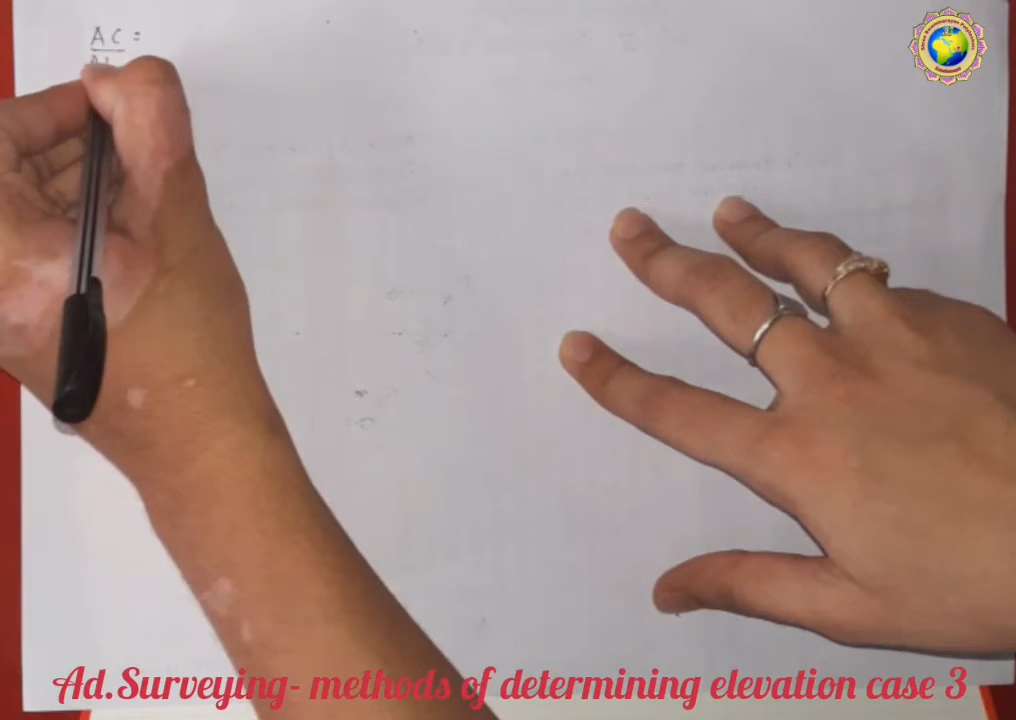 AC =
Ad.Surveying- methods of determining elevation case 3